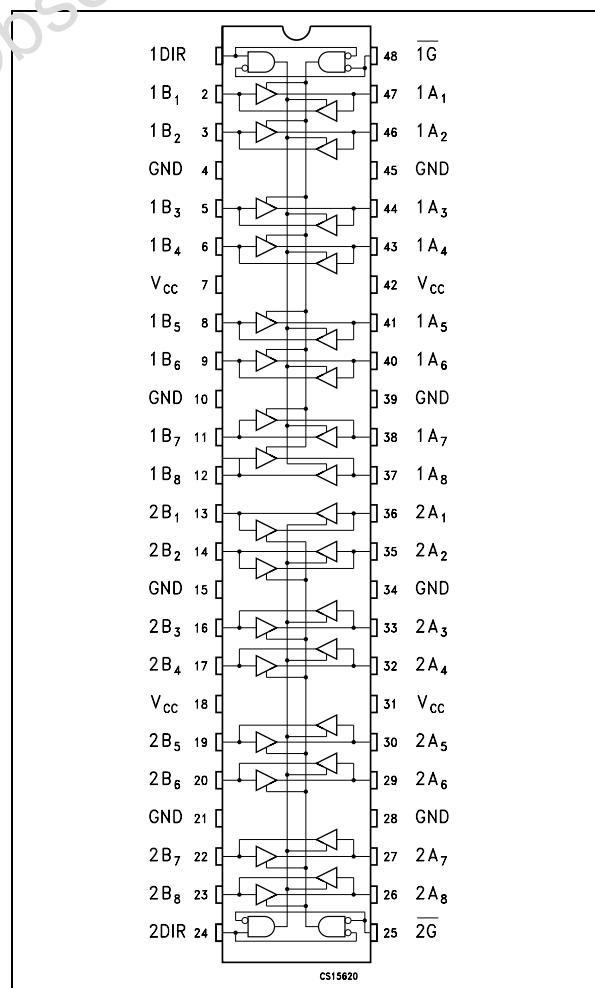 obs
1DIR 48 1G
1B1 2 47 1A1
1B2 3 46 1A2
GND 4 45 GND
1B3 5 44 1A3
1B4 6 43 1A4
VCC 7 42 VCC
1B5 8 41 1A5
1B6 9 40 1A6
GND 10 39 GND
1B7 11 38 1A7
1B8 12 37 1A8
2B1 13 36 2A1
2B2 14 35 2A2
GND 15 34 GND
2B3 16 33 2A3
2B4 17 32 2A4
VCC 18 31 VCC
2B5 19 30 2A5
2B6 20 29 2A6
GND 21 28 GND
2B7 22 27 2A7
2B8 23 26 2A8
2DIR 24 25 2G
CS15620